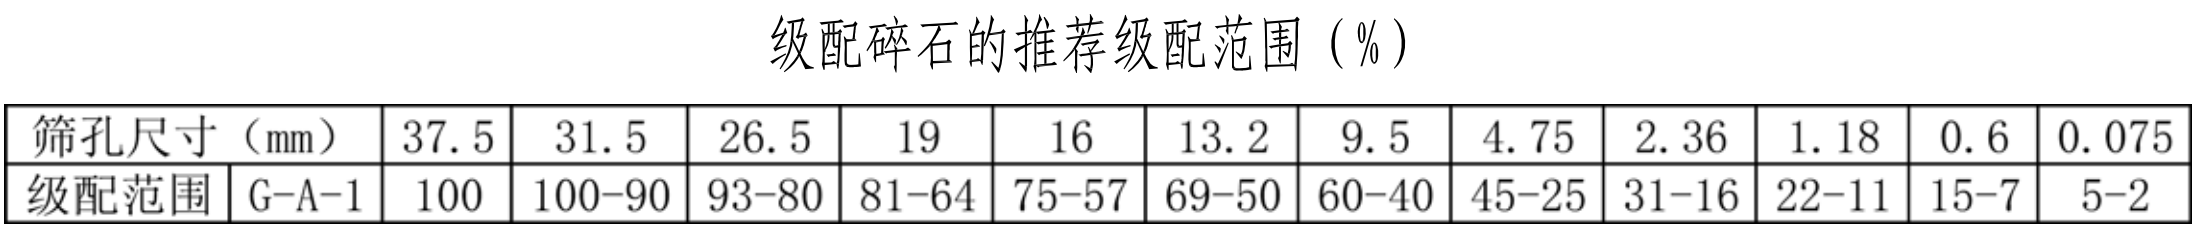 级配碎石的推荐级配范围（%）
筛孔尺寸（mm） 37.5 31.5 26.5 19 16 13.2 9.5 4.75 2.36 1.18 0.6 0.075
级配范围 G-A-1 100 100-90 93-80 81-64 75-57 69-50 60-40 45-25 31-16 22-11 15-7 5-2